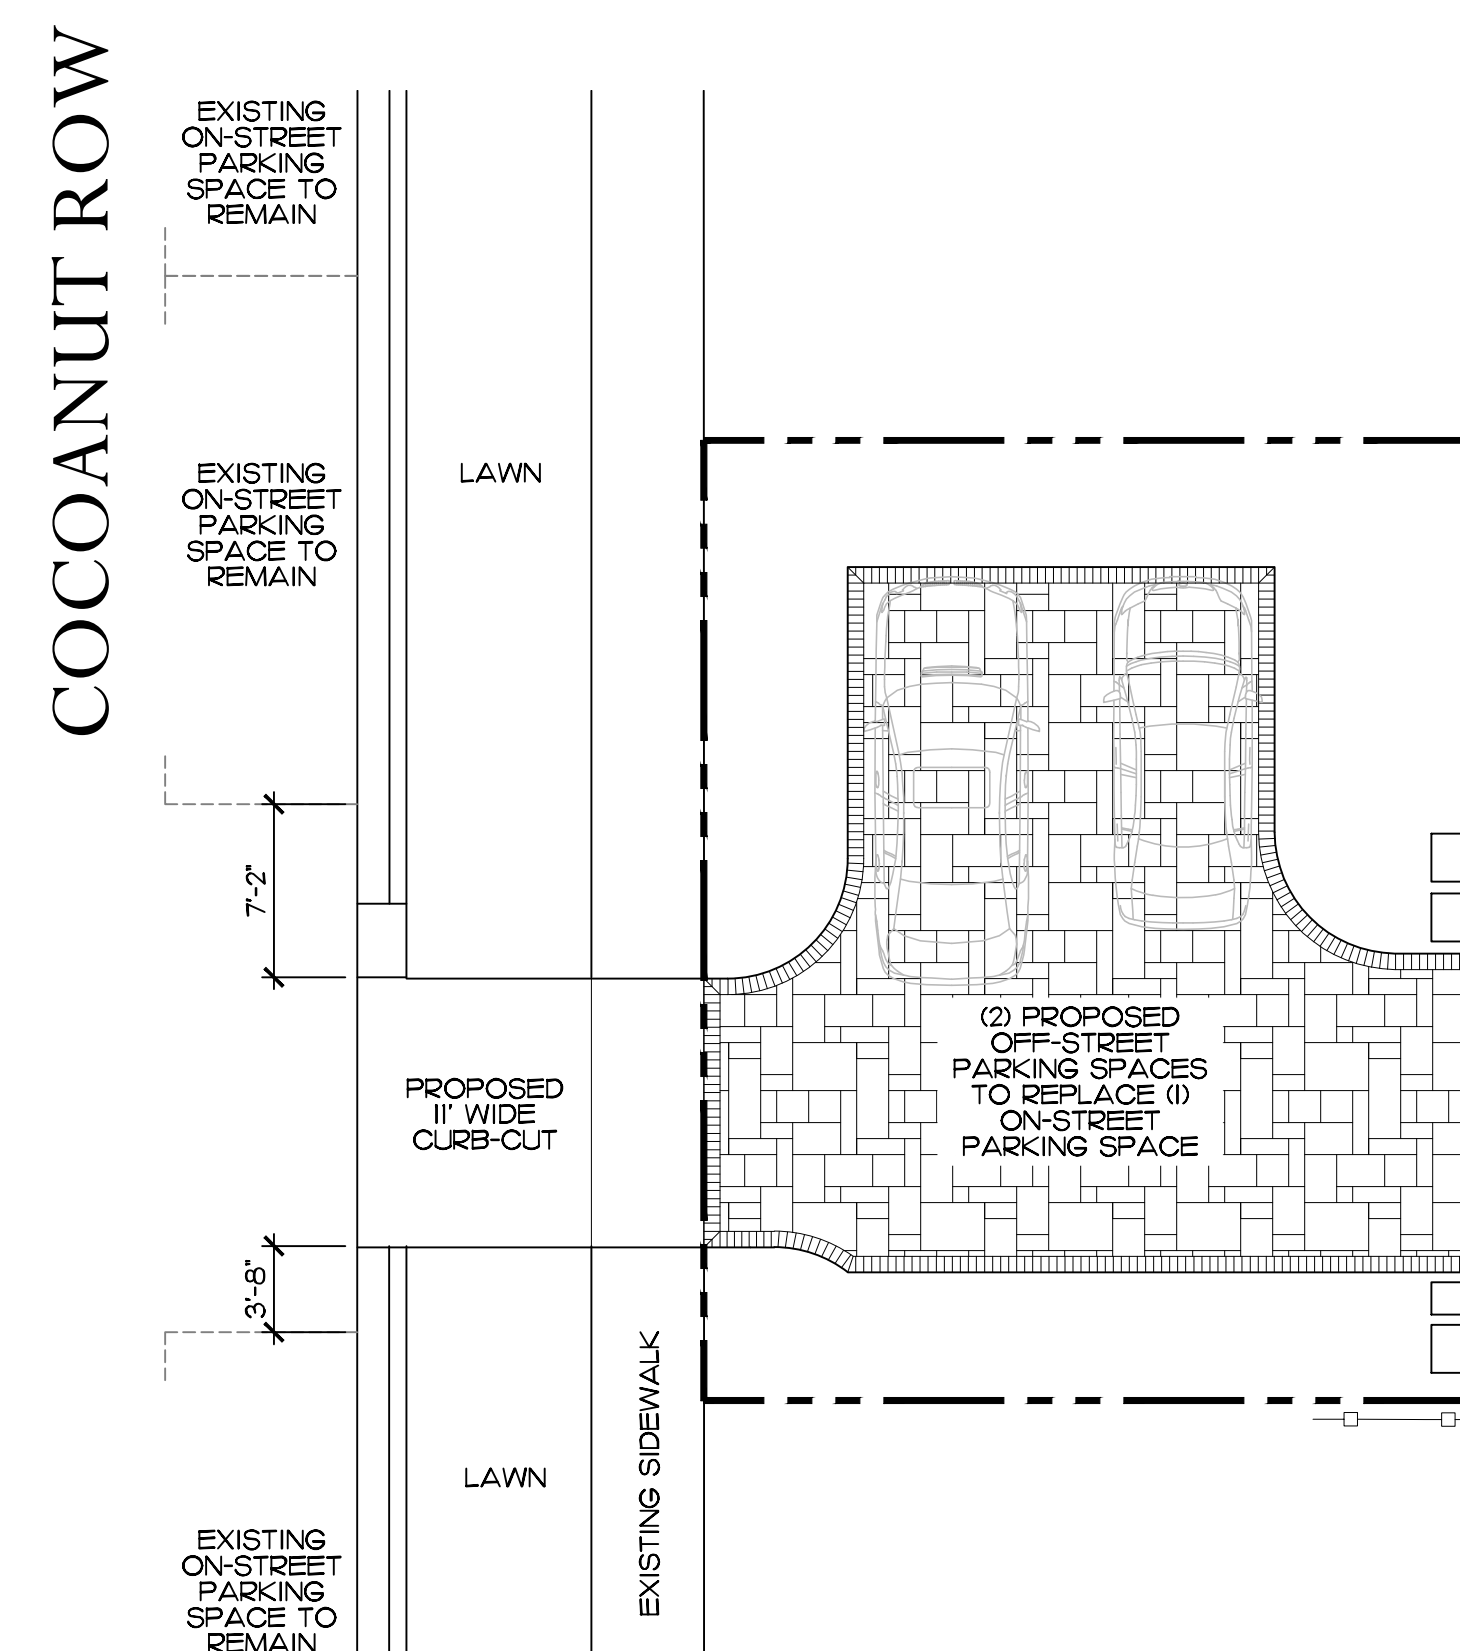 COCOANUT ROW
EXISTING
ON-STREET
PARKING
SPACE TO
REMAIN
EXISTING
ON-STREET
PARKING
SPACE TO
REMAIN
LAWN
7'-2"
PROPOSED
11' WIDE
CURB-CUT
(2) PROPOSED
OFF-STREET
PARKING SPACES
TO REPLACE (1)
ON-STREET
PARKING SPACE
3'-8"
EXISTING SIDEWALK
LAWN
EXISTING
ON-STREET
PARKING
SPACE TO
REMAIN